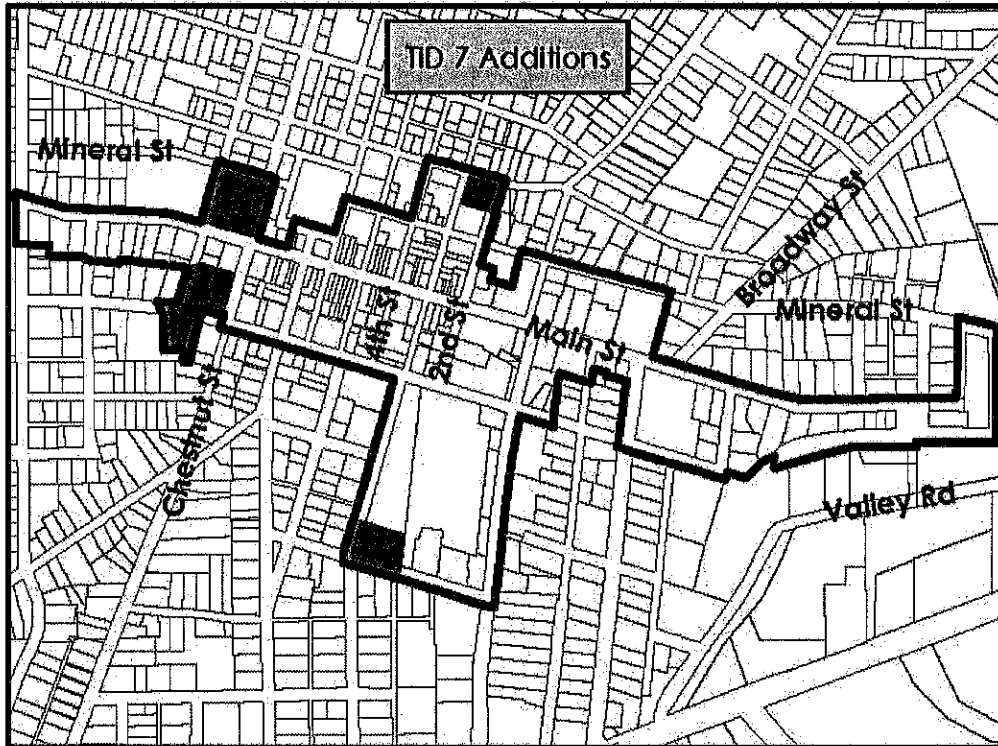 TID 7 Additions
Mineral St
Broadway St
Mineral St
4th St
2nd St
Main St
Chestnut St
Valley Rd